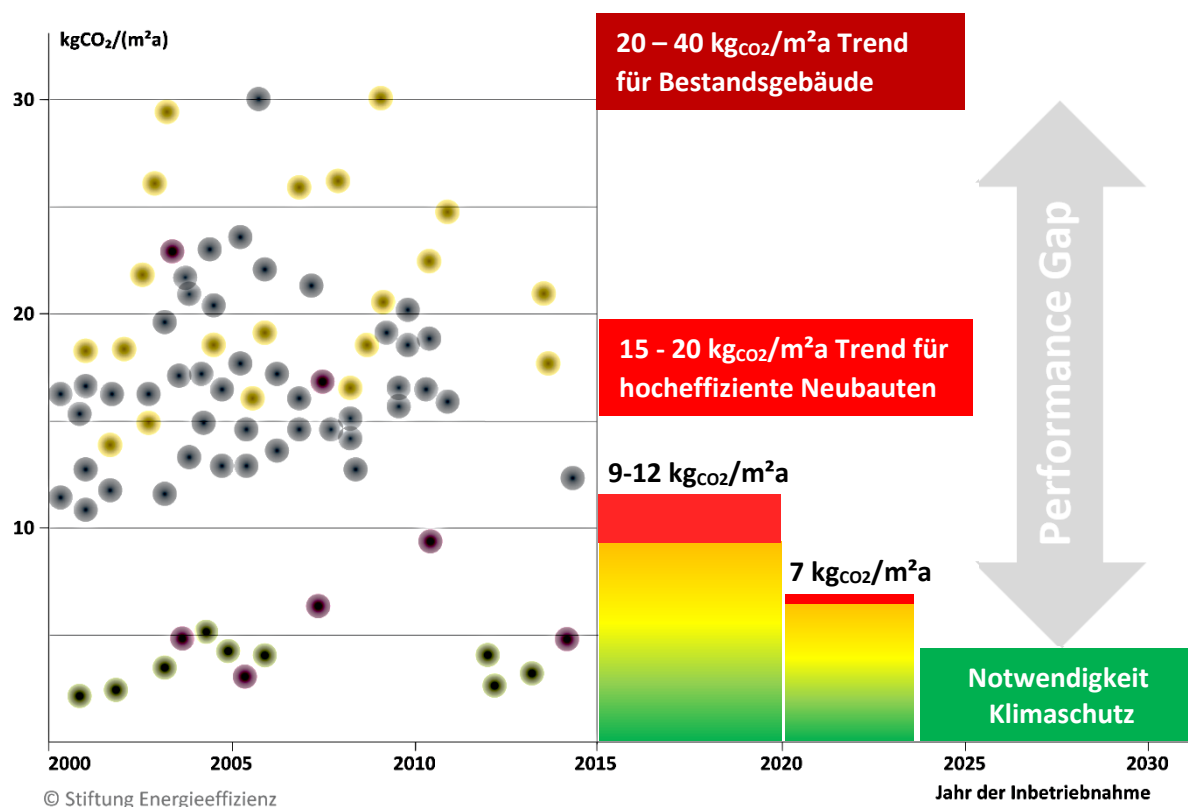 kgCO₂/(m²a)
20 – 40 kgCO2/m²a Trend
für Bestandsgebäude
30
Performance Gap
20
15 - 20 kgCO2/m²a Trend für
hocheffiziente Neubauten
9-12 kgCO2/m²a
10
7 kgCO2/m²a
Notwendigkeit
Klimaschutz
2000 2005 2010 2015 2020 2025 2030
© Stiftung Energieeffizienz
Jahr der Inbetriebnahme